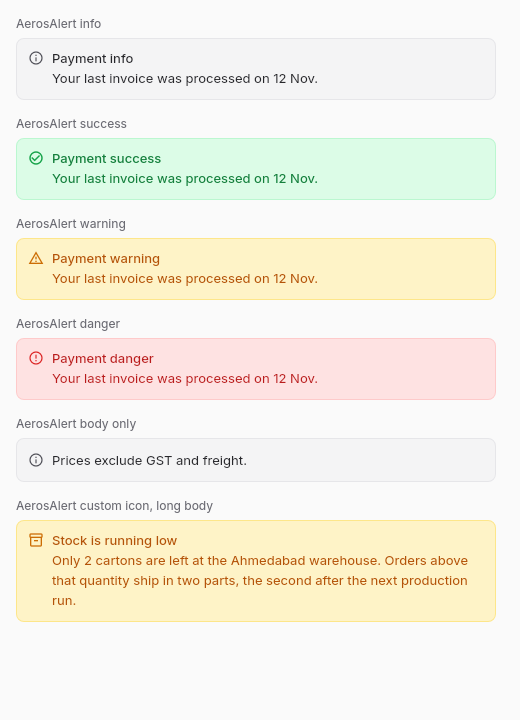 AerosAlert info
Payment info
Your last invoice was processed on 12 Nov.
AerosAlert success
Payment success
Your last invoice was processed on 12 Nov.
AerosAlert warning
Payment warning
Your last invoice was processed on 12 Nov.
AerosAlert danger
Payment danger
Your last invoice was processed on 12 Nov.
AerosAlert body only
Prices exclude GST and freight.
AerosAlert custom icon, long body
Stock is running low
Only 2 cartons are left at the Ahmedabad warehouse. Orders above
that quantity ship in two parts, the second after the next production
run.